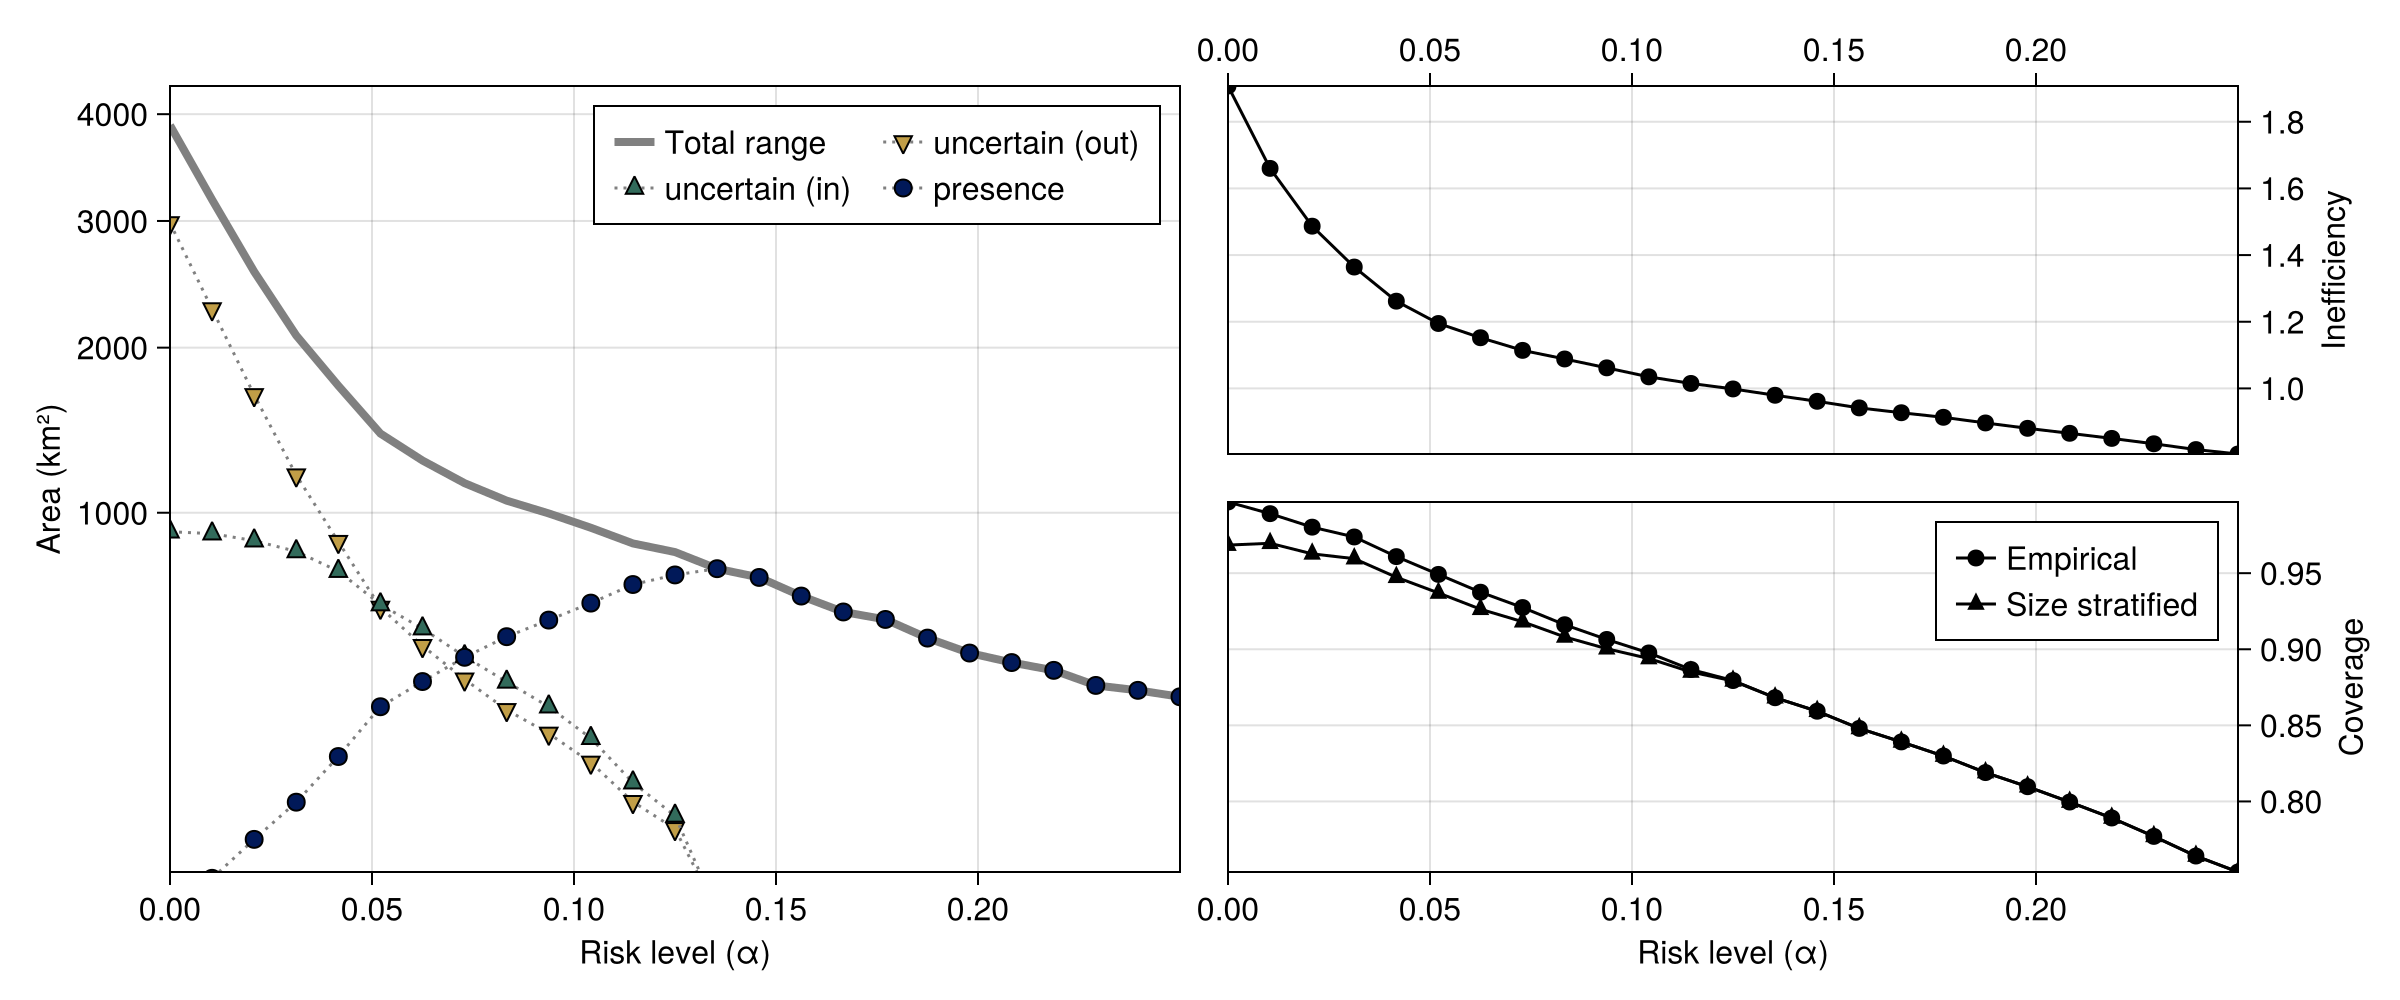 4000
3000
2000
1000
Area (km²)
Total range
uncertain (in)
uncertain (out)
presence
0.00 0.05 0.10 0.15 0.20
Risk level (α)
0.00 0.05 0.10 0.15 0.20
1.8
1.6
1.4
1.2
1.0
Inefficiency
Empirical
Size stratified
0.95
0.90
0.85
0.80
Coverage
0.00 0.05 0.10 0.15 0.20
Risk level (α)